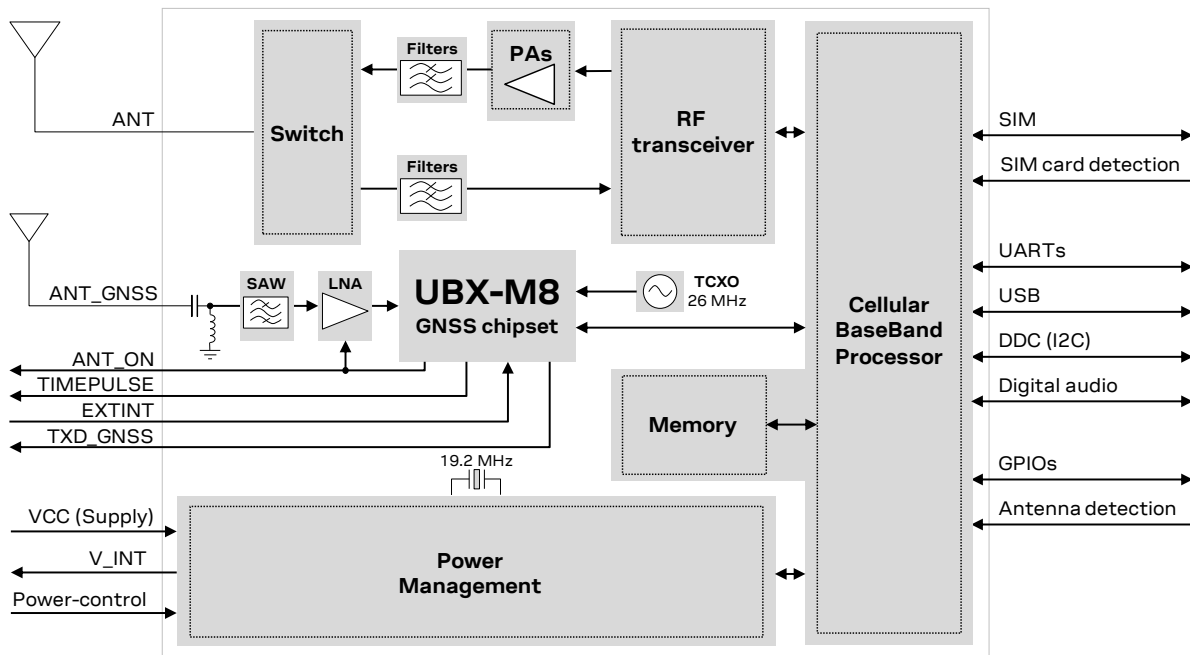 Filters
PAs
ANT
Switch
RF
transceiver
Filters
SIM
SIM card detection
ANT_GNSS
SAW
LNA
UBX-M8
GNSS chipset
TCXO
26 MHz
Cellular
BaseBand
Processor
UARTs
USB
DDC (I2C)
Digital audio
ANT_ON
TIMEPULSE
EXTINT
TXD_GNSS
Memory
19.2 MHz
GPIOs
Antenna detection
VCC (Supply)
V_INT
Power-control
Power
Management